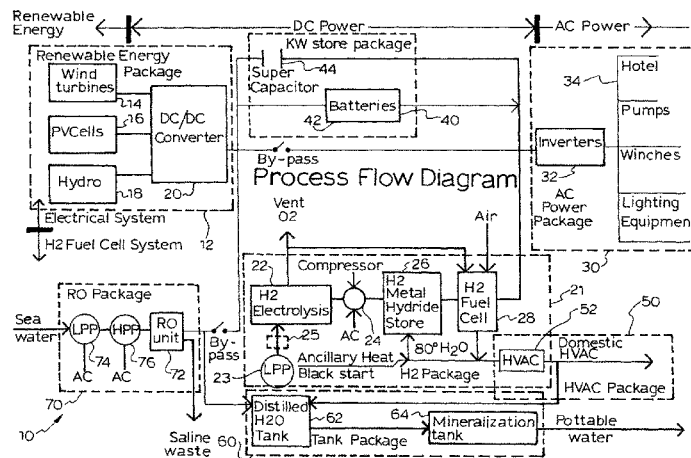 Renewable Energy
DC Power
AC Power
Renewable Energy Package
Wind turbines
14
PVCells
16
Hydro
18
DC/DC Converter
20
12
KW store package
Super Capacitor
44
Batteries
42
40
By-pass
Process Flow Diagram
34
Hotel
Pumps
Inverters
32
Winches
AC Power Package
Lighting Equipmen
30
Electrical System
H2 Fuel Cell System
Vent O2
Air
22
Compressor
26
21
H2 Electrolysis
H2 Metal Hydride Store
H2 Fuel Cell
28
24
AC
25
23
LPP
Ancillary Heat
Black start
80° H2O
H2 Package
52
50
HVAC
Domestic HVAC
HVAC Package
RO Package
Sea water
LPP
HPP
RO unit
74
76
72
AC
AC
70
10
By-pass
Saline waste
60
Distilled H2O Tank
62
Tank Package
64
Mineralization tank
Pottable water